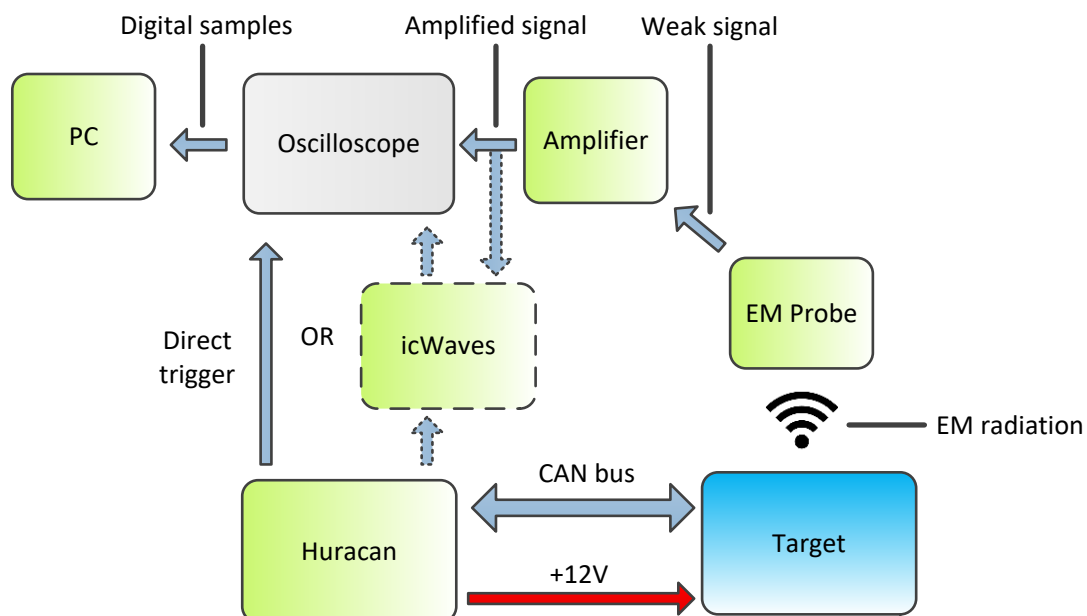 Digital samples
Amplified signal
Weak signal
PC
Oscilloscope
Amplifier
EM Probe
Direct
trigger
OR
icWaves
EM radiation
CAN bus
Huracan
Target
+12V